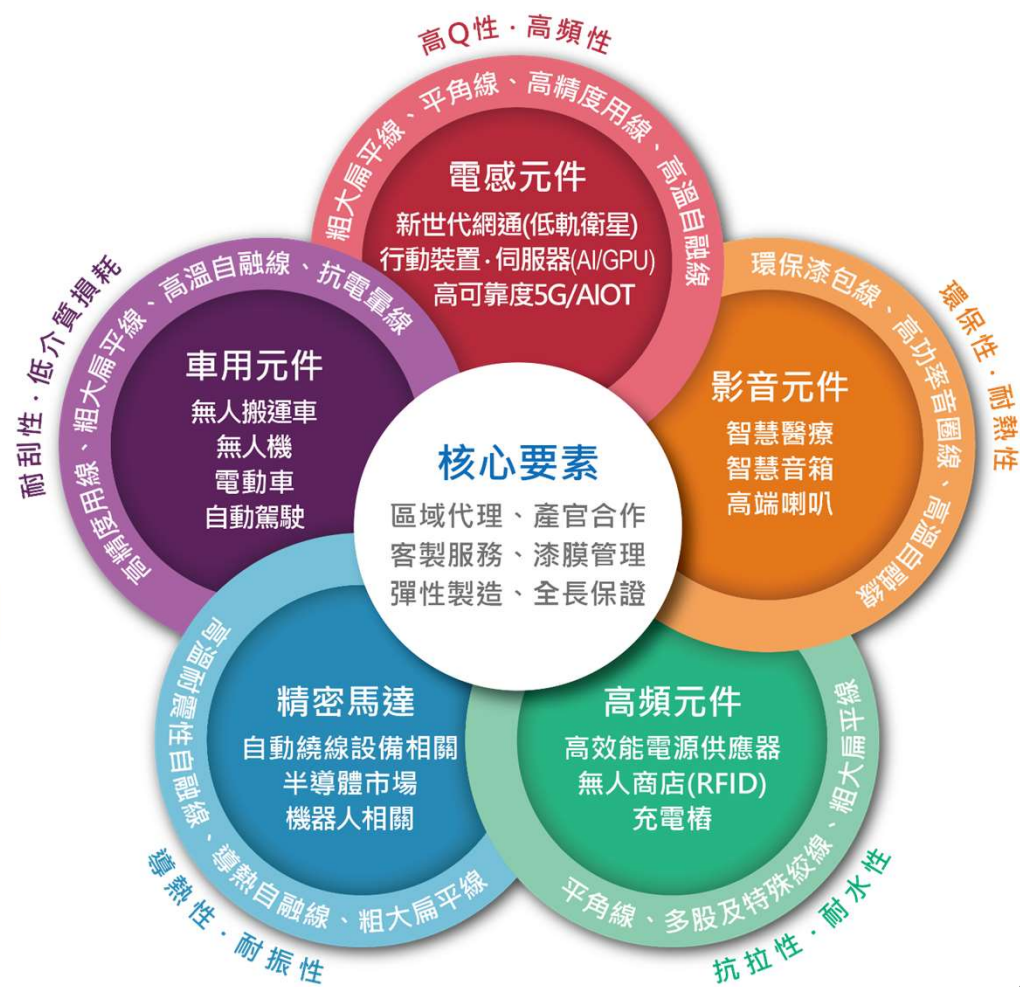 高Q性·高頻性
粗大扁平線、平角線、高精度用線、高溫自融線
電感元件
新世代網通(低軌衛星)
行動裝置·伺服器(AI/GPU)
高可靠度5G/AIOT
耐刮性·低介質損耗
高精度用線、粗大扁平線、高溫自融線、抗電暈線
車用元件
無人搬運車
無人機
電動車
自動駕駛
環保性·耐熱性
環保漆包線、高功率音圈線、高溫自融線
影音元件
智慧醫療
智慧音箱
高端喇叭
核心要素
區域代理、產官合作
客製服務、漆膜管理
彈性製造、全長保證
高溫耐震性自融線、導熱自融線、粗大扁平線
精密馬達
自動繞線設備相關
半導體市場
機器人相關
導熱性·耐振性
高頻元件
高效能電源供應器
無人商店(RFID)
充電樁
平角線、多股及特殊絞線、粗大扁平線
抗拉性·耐水性